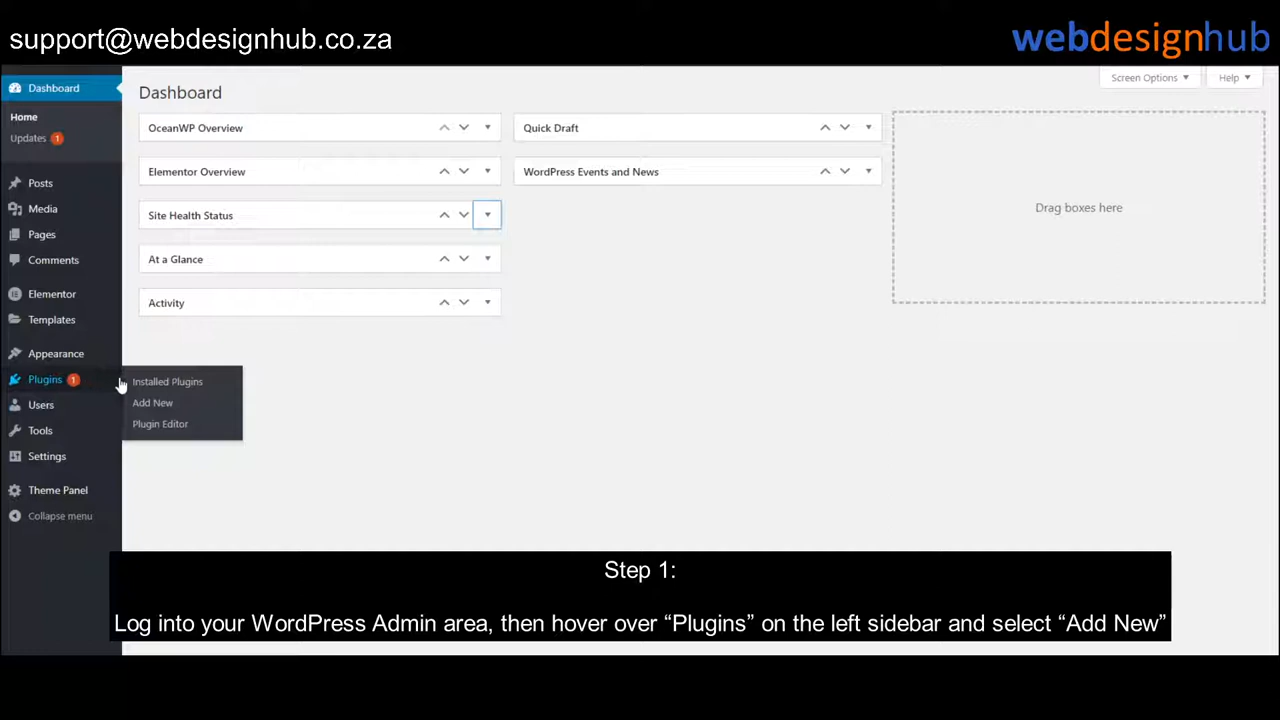 support@webdesignhub.co.za
webdesignhub
Dashboard
Home
Updates 1
Posts
Media
Pages
Comments
Elementor
Templates
Appearance
Plugins 1
Users
Tools
Settings
Theme Panel
Collapse menu
Installed Plugins
Add New
Plugin Editor
Screen Options
Help
Dashboard
OceanWP Overview
Elementor Overview
Site Health Status
At a Glance
Activity
Quick Draft
WordPress Events and News
Drag boxes here
Step 1:
Log into your WordPress Admin area, then hover over “Plugins” on the left sidebar and select “Add New”